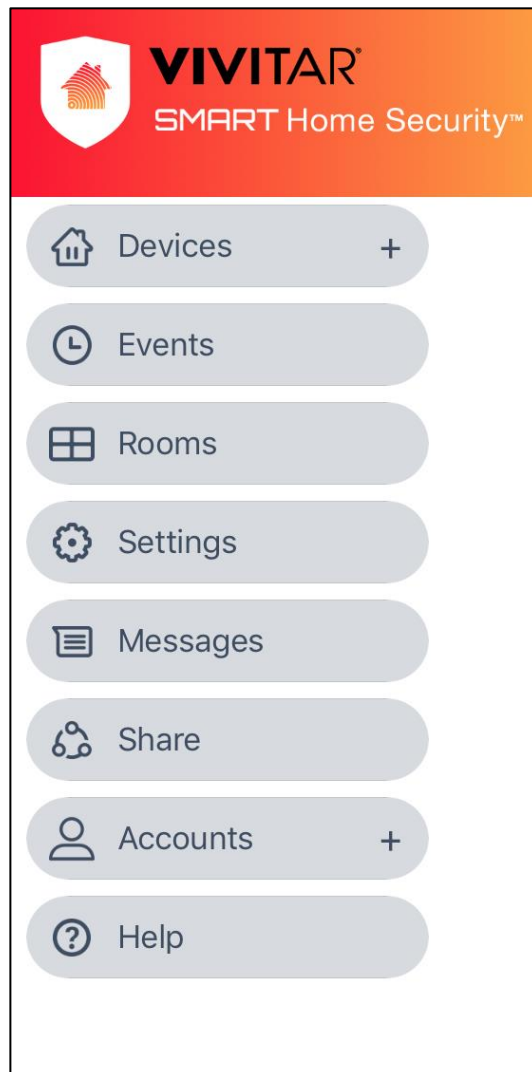 VIVITAR®
SMART Home Security™
Devices +
Events
Rooms
Settings
Messages
Share
Accounts +
Help